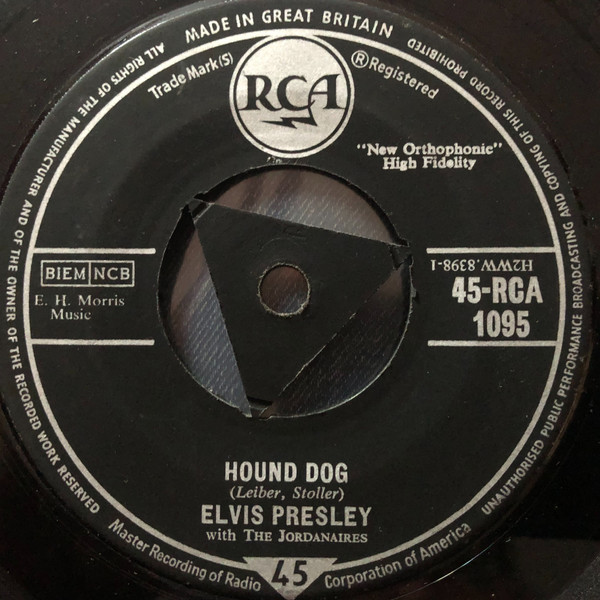 MADE IN GREAT BRITAIN
ALL RIGHTS OF THE MANUFACTURER AND OF THE OWNER OF THE RECORDED WORK RESERVED
UNAUTHORISED PUBLIC PERFORMANCE BROADCASTING AND COPYING OF THIS RECORD PROHIBITED
Trade Mark(S)
RCA
®Registered
"New Orthophonic"
High Fidelity
BIEM NCB
E. H. Morris
Music
H2WW.8398-1
45-RCA
1095
HOUND DOG
(Leiber, Stoller)
ELVIS PRESLEY
with THE JORDANAIRES
Master Recording of Radio Corporation of America
45